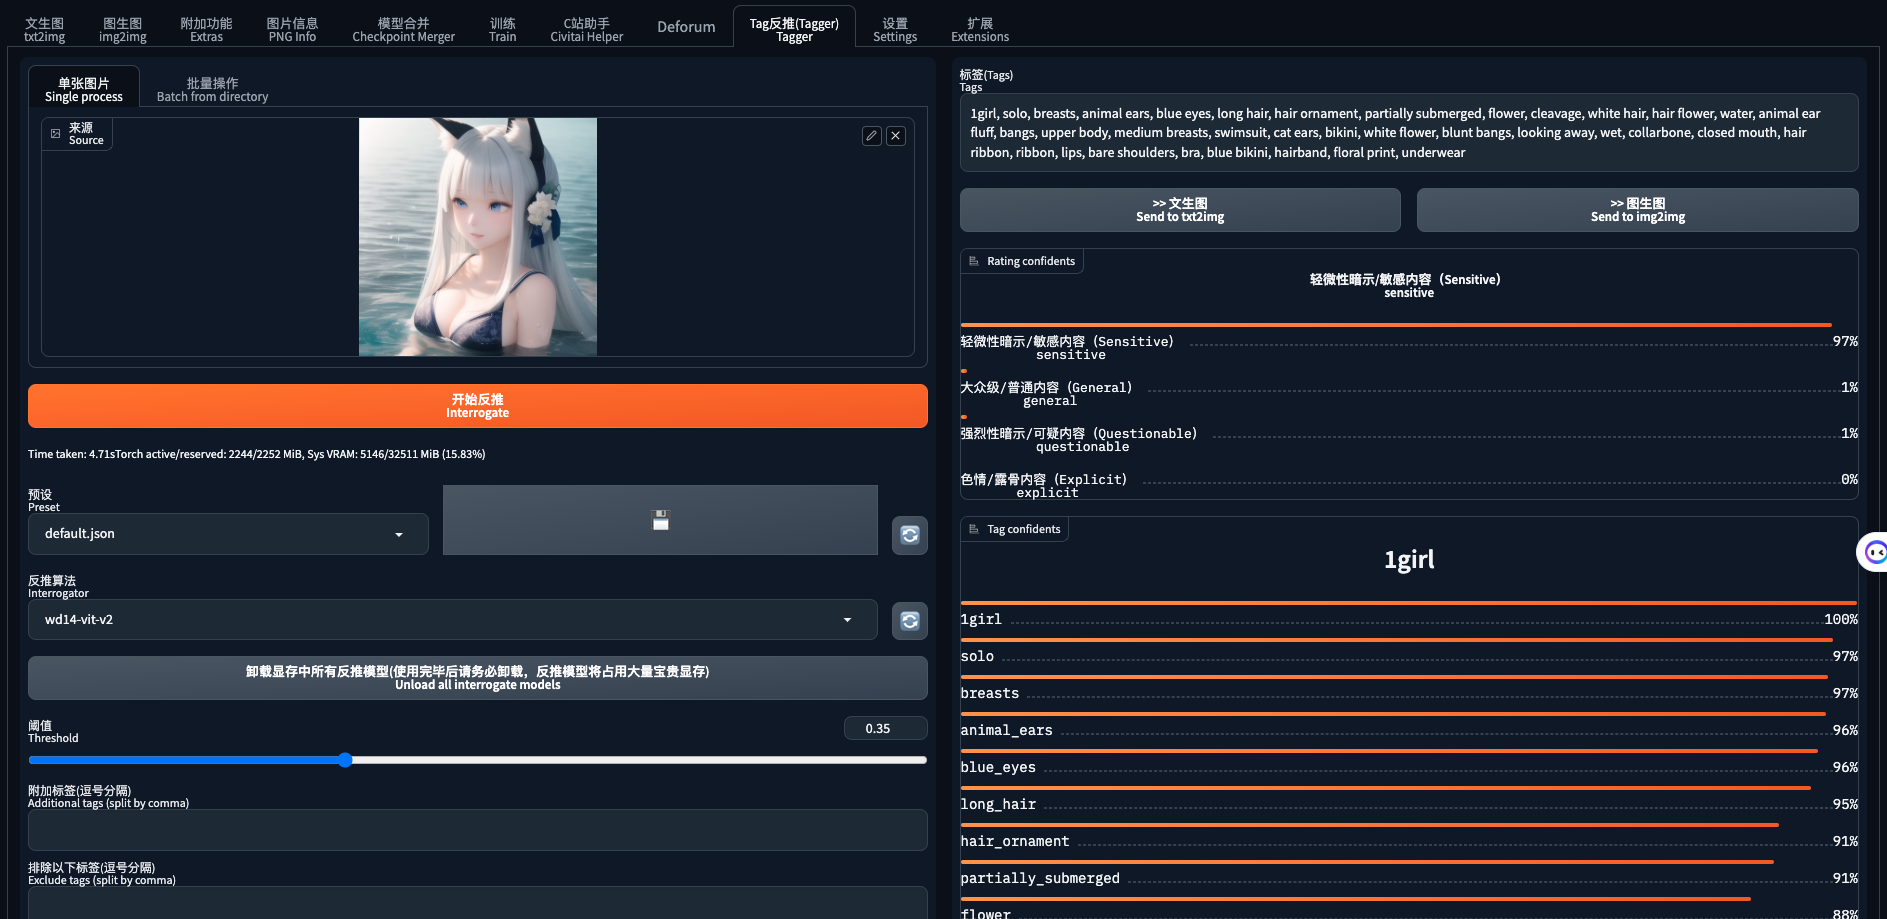 文生图
txt2img
图生图
img2img
附加功能
Extras
图片信息
PNG Info
模型合并
Checkpoint Merger
训练
Train
C站助手
Civitai Helper
Deforum
Tag反推(Tagger)
Tagger
设置
Settings
扩展
Extensions
单张图片
Single process
批量操作
Batch from directory
来源
Source
开始反推
Interrogate
Time taken: 4.71sTorch active/reserved: 2244/2252 MiB, Sys VRAM: 5146/32511 MiB (15.83%)
预设
Preset
default.json
反推算法
Interrogator
wd14-vit-v2
卸载显存中所有反推模型(使用完毕后请务必卸载，反推模型将占用大量宝贵显存)
Unload all interrogate models
阈值
Threshold
0.35
附加标签(逗号分隔)
Additional tags (split by comma)
排除以下标签(逗号分隔)
Exclude tags (split by comma)
标签(Tags)
Tags
1girl, solo, breasts, animal ears, blue eyes, long hair, hair ornament, partially submerged, flower, cleavage, white hair, hair flower, water, animal ear
fluff, bangs, upper body, medium breasts, swimsuit, cat ears, bikini, white flower, blunt bangs, looking away, wet, collarbone, closed mouth, hair
ribbon, ribbon, lips, bare shoulders, bra, blue bikini, hairband, floral print, underwear
>> 文生图
Send to txt2img
>> 图生图
Send to img2img
Rating confidents
轻微性暗示/敏感内容（Sensitive）
sensitive
轻微性暗示/敏感内容（Sensitive） 97%
sensitive
大众级/普通内容（General） 1%
general
强烈性暗示/可疑内容（Questionable） 1%
questionable
色情/露骨内容（Explicit） 0%
explicit
Tag confidents
1girl
1girl 100%
solo 97%
breasts 97%
animal_ears 96%
blue_eyes 96%
long_hair 95%
hair_ornament 91%
partially_submerged 91%
flower 88%